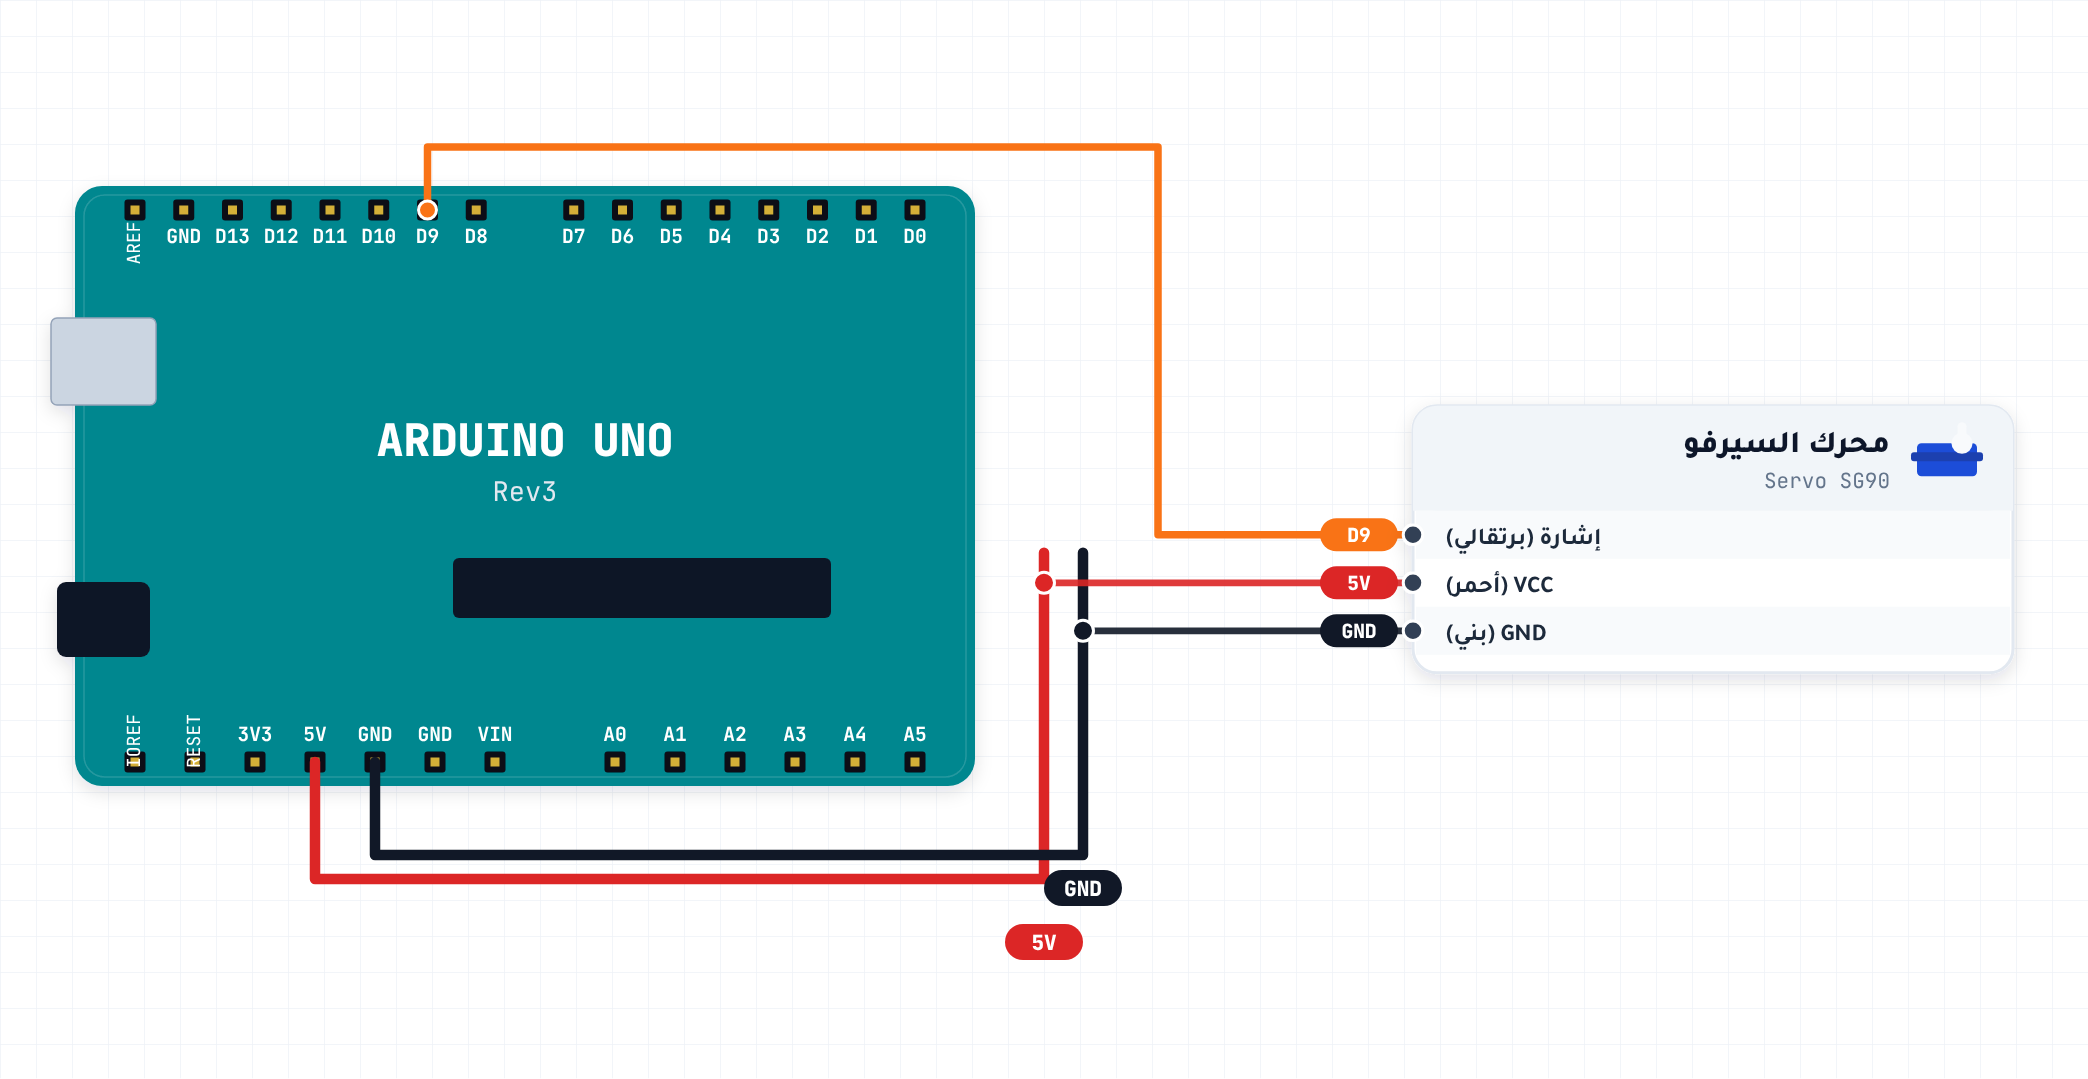 AREF
GND D13 D12 D11 D10 D9 D8 D7 D6 D5 D4 D3 D2 D1 D0
ARDUINO UNO
Rev3
IOREF RESET 3V3 5V GND GND VIN A0 A1 A2 A3 A4 A5
GND
5V
محرك السيرفو
Servo SG90
D9 إشارة (برتقالي)
5V VCC (أحمر)
GND GND (بني)